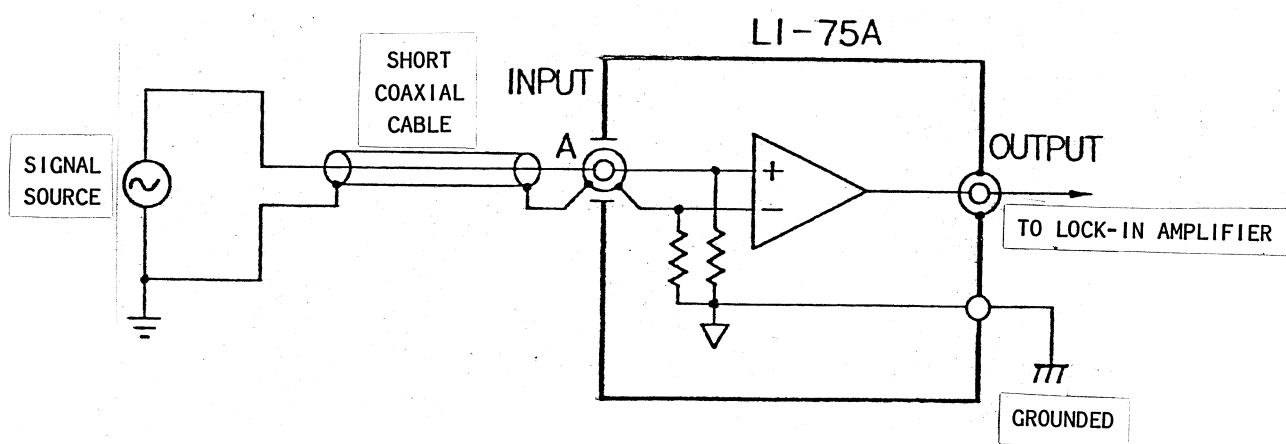 LI-75A
SHORT
COAXIAL
CABLE
INPUT
A
OUTPUT
SIGNAL
SOURCE
+
−
TO LOCK-IN AMPLIFIER
GROUNDED